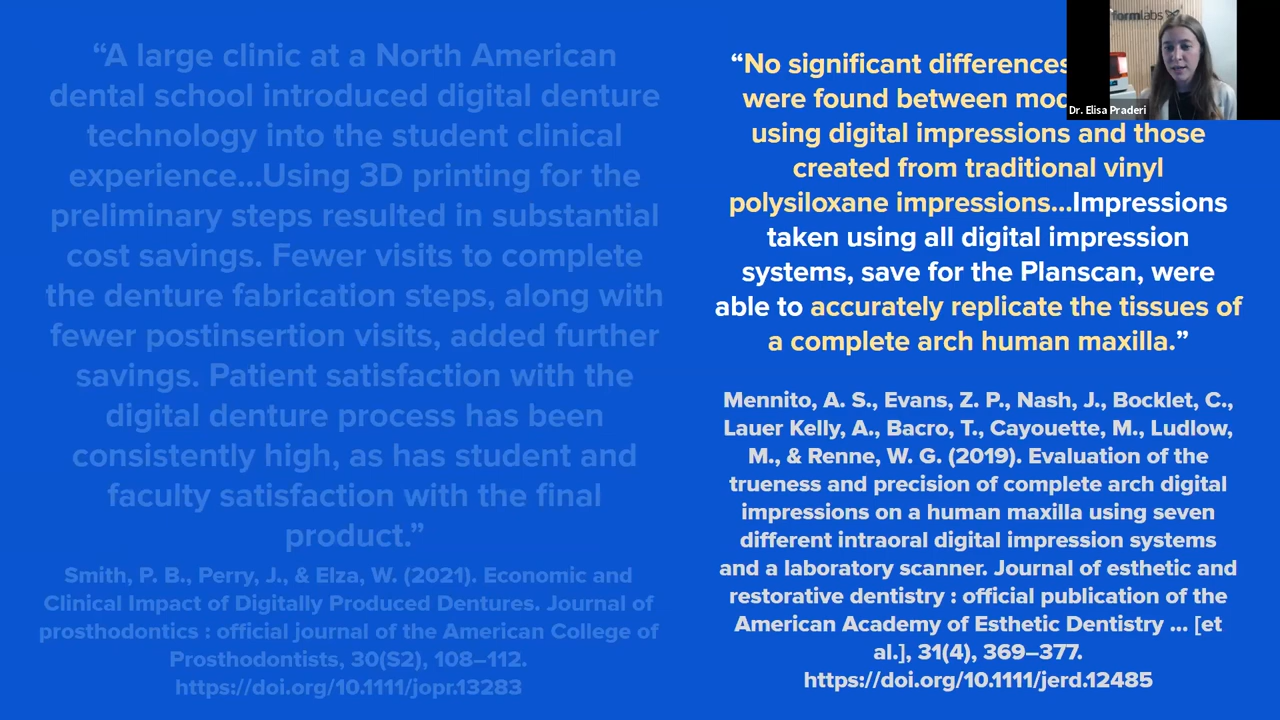 “A large clinic at a North American
dental school introduced digital denture
technology into the student clinical
experience...Using 3D printing for the
preliminary steps resulted in substantial
cost savings. Fewer visits to complete
the denture fabrication steps, along with
fewer postinsertion visits, added further
savings. Patient satisfaction with the
digital denture process has been
consistently high, as has student and
faculty satisfaction with the final
product.”
Smith, P. B., Perry, J., & Elza, W. (2021). Economic and
Clinical Impact of Digitally Produced Dentures. Journal of
prosthodontics : official journal of the American College of
Prosthodontists, 30(S2), 108–112.
https://doi.org/10.1111/jopr.13283
“No significant differences
were found between
using digital impressions and those
created from traditional vinyl
polysiloxane impressions...Impressions
taken using all digital impression
systems, save for the Planscan, were
able to accurately replicate the tissues of
a complete arch human maxilla.”
Mennito, A. S., Evans, Z. P., Nash, J., Bocklet, C.,
Lauer Kelly, A., Bacro, T., Cayouette, M., Ludlow,
M., & Renne, W. G. (2019). Evaluation of the
trueness and precision of complete arch digital
impressions on a human maxilla using seven
different intraoral digital impression systems
and a laboratory scanner. Journal of esthetic and
restorative dentistry : official publication of the
American Academy of Esthetic Dentistry ... [et
al.], 31(4), 369–377.
https://doi.org/10.1111/jerd.12485
formlabs
Dr. Elisa Praderi